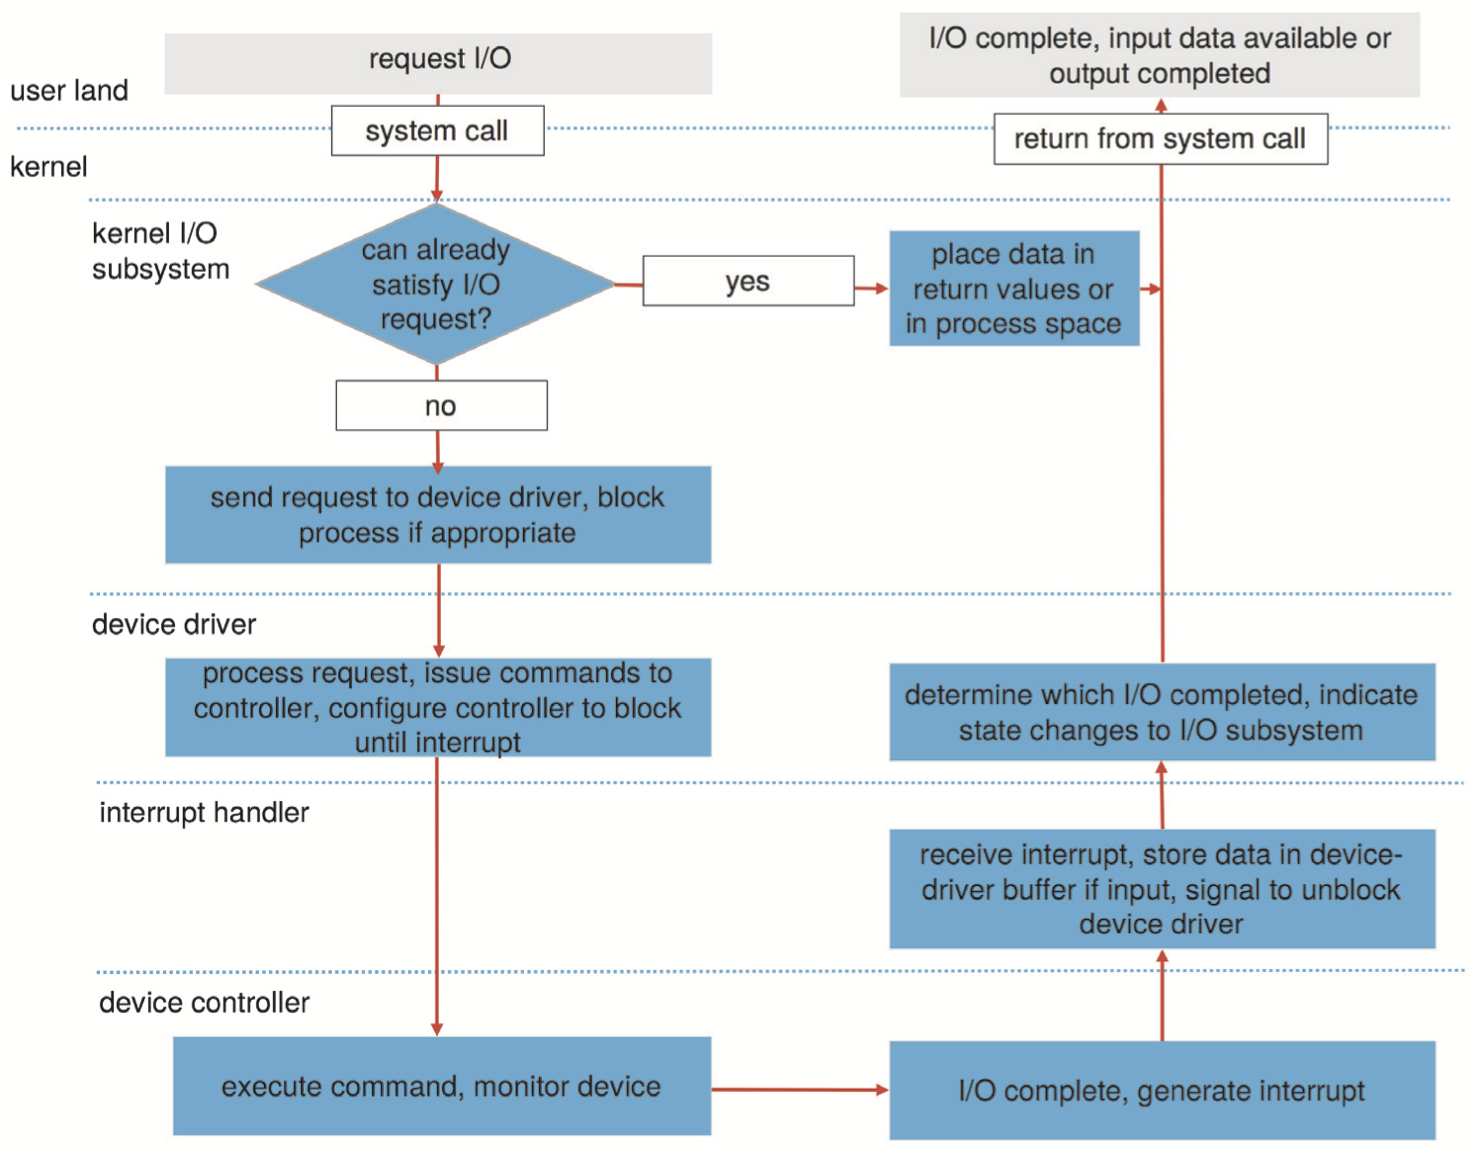 request I/O
I/O complete, input data available or
output completed
user land
system call
return from system call
kernel
kernel I/O
subsystem
can already
satisfy I/O
request?
yes
place data in
return values or
in process space
no
send request to device driver, block
process if appropriate
device driver
process request, issue commands to
controller, configure controller to block
until interrupt
determine which I/O completed, indicate
state changes to I/O subsystem
interrupt handler
receive interrupt, store data in device-
driver buffer if input, signal to unblock
device driver
device controller
execute command, monitor device
I/O complete, generate interrupt